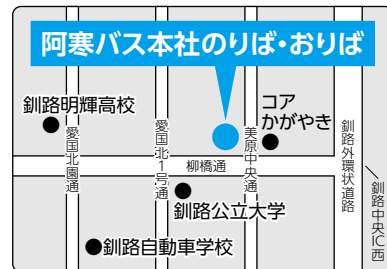 阿寒バス本社のりば・おりば
釧路明輝高校
コア
かがやき
愛国北園通
愛国北1号通
美原中央通
釧路外環状道路
柳橋通
釧路中央IC西
釧路公立大学
釧路自動車学校